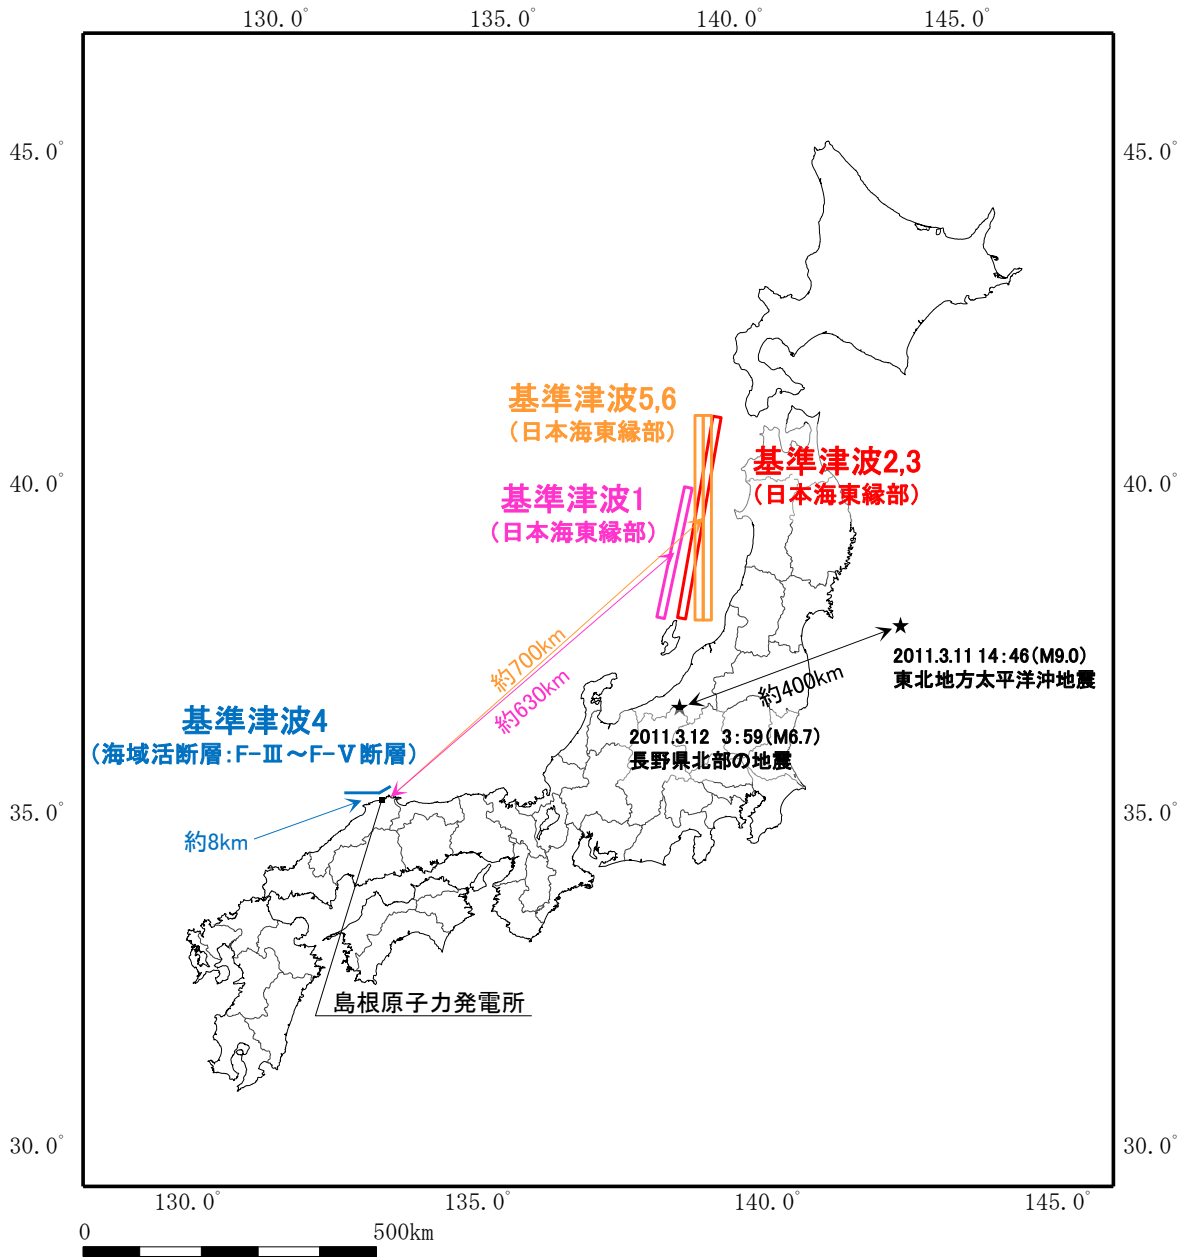 130.0° 135.0° 140.0° 145.0°
45.0° 45.0°
基準津波5,6
(日本海東縁部)
基準津波2,3
(日本海東縁部)
40.0° 40.0°
基準津波1
(日本海東縁部)
約700km
約630km
2011.3.11 14:46(M9.0)
東北地方太平洋沖地震
約400km
2011.3.12 3:59(M6.7)
長野県北部の地震
基準津波4
(海域活断層:F-Ⅲ~F-Ⅴ断層)
35.0° 35.0°
約8km
島根原子力発電所
30.0° 30.0°
130.0° 135.0° 140.0° 145.0°
0 500km